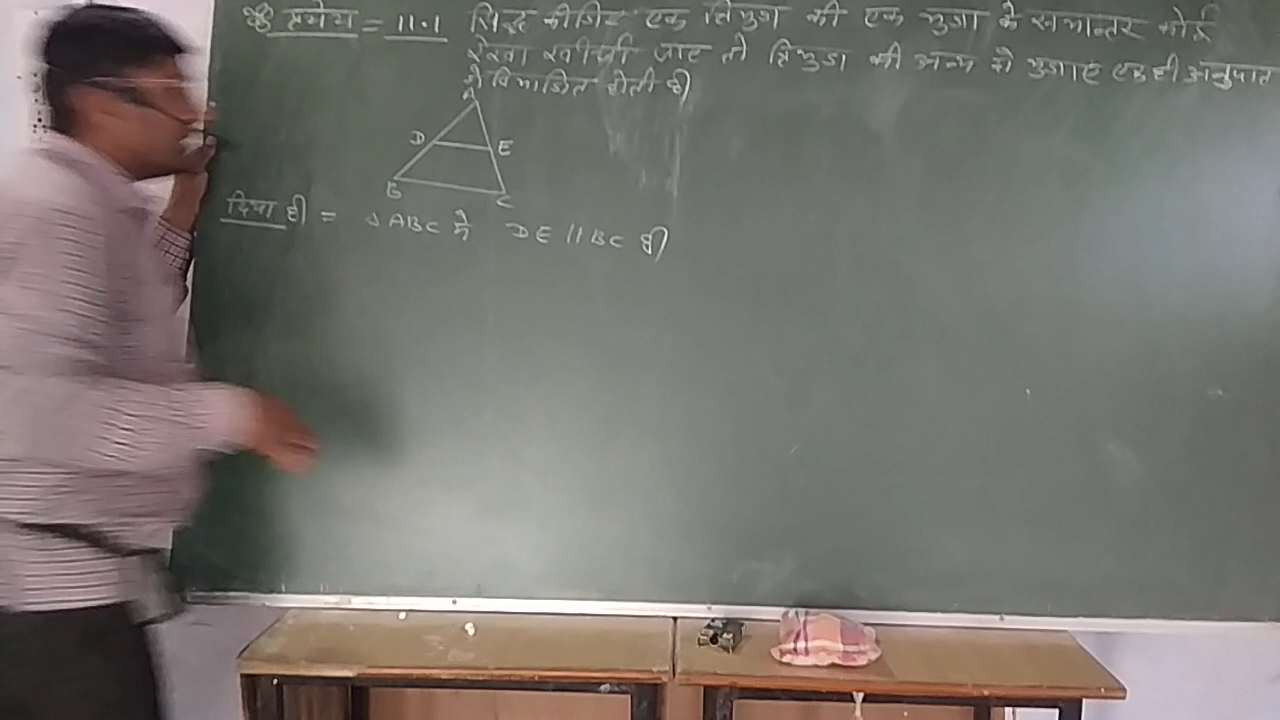 प्रमेय = 11.1 सिद्ध कीजिए एक त्रिभुज की एक भुजा के समान्तर कोई
रेखा खींची जाए तो त्रिभुजा की अन्य दो भुजाएं एक ही अनुपात
में विभाजित होती है
A
D E
B C
दिया है = △ABC में DE || BC है